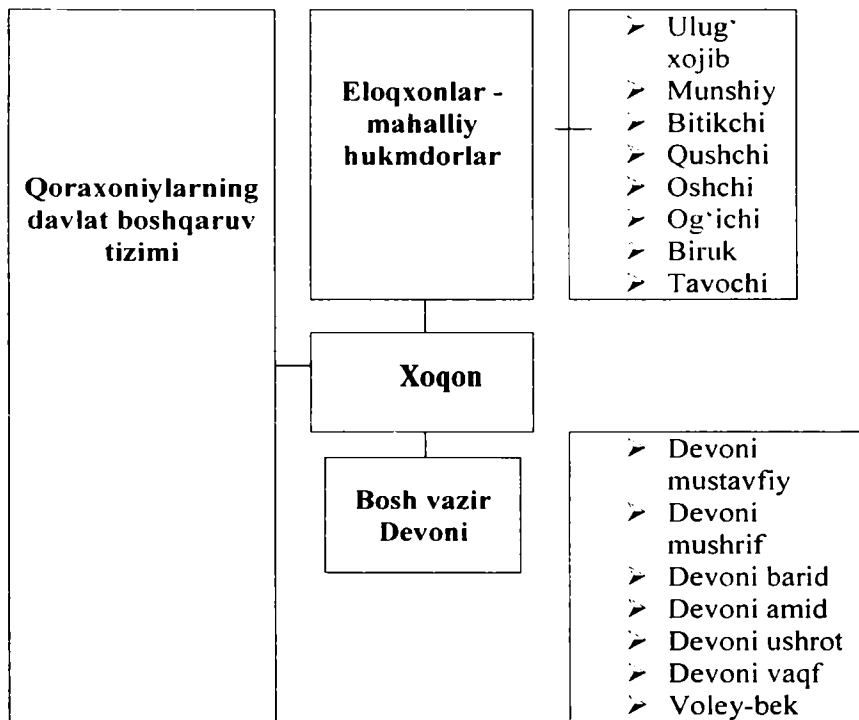 Qoraxoniylarning
davlat boshqaruv
tizimi
Eloqxonlar -
mahalliy
hukmdorlar
➢ Ulug‘
xojib
➢ Munshiy
➢ Bitikchi
➢ Qushchi
➢ Oshchi
➢ Og‘ichi
➢ Biruk
➢ Tavochi
Xoqon
Bosh vazir
Devoni
➢ Devoni
mustavfiy
➢ Devoni
mushrif
➢ Devoni barid
➢ Devoni amid
➢ Devoni ushrot
➢ Devoni vaqf
➢ Voley-bek